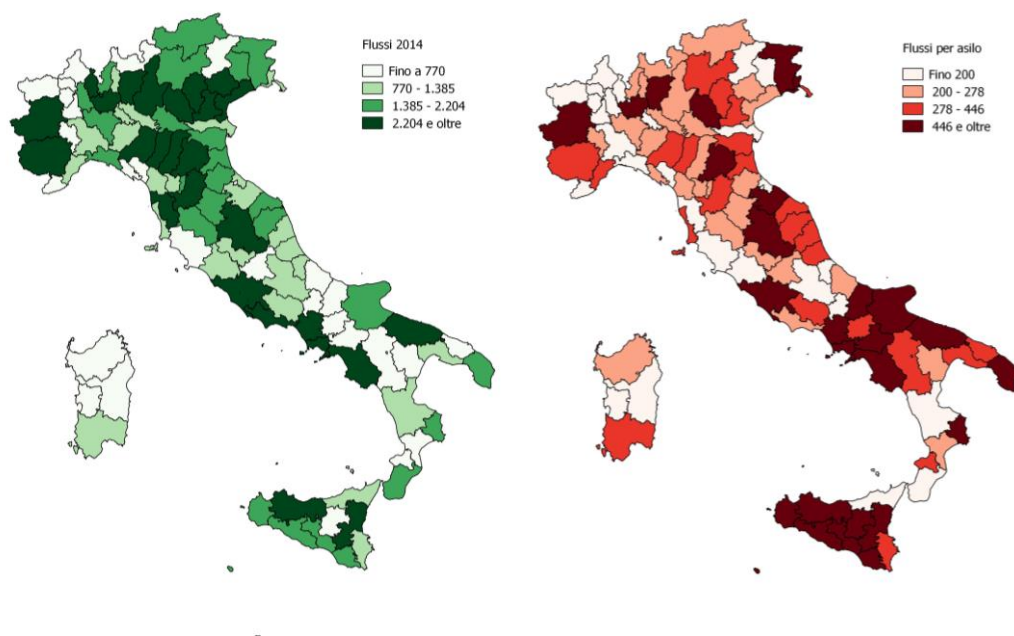 Flussi 2014
Fino a 770
770 - 1.385
1.385 - 2.204
2.204 e oltre
Flussi per asilo
Fino 200
200 - 278
278 - 446
446 e oltre